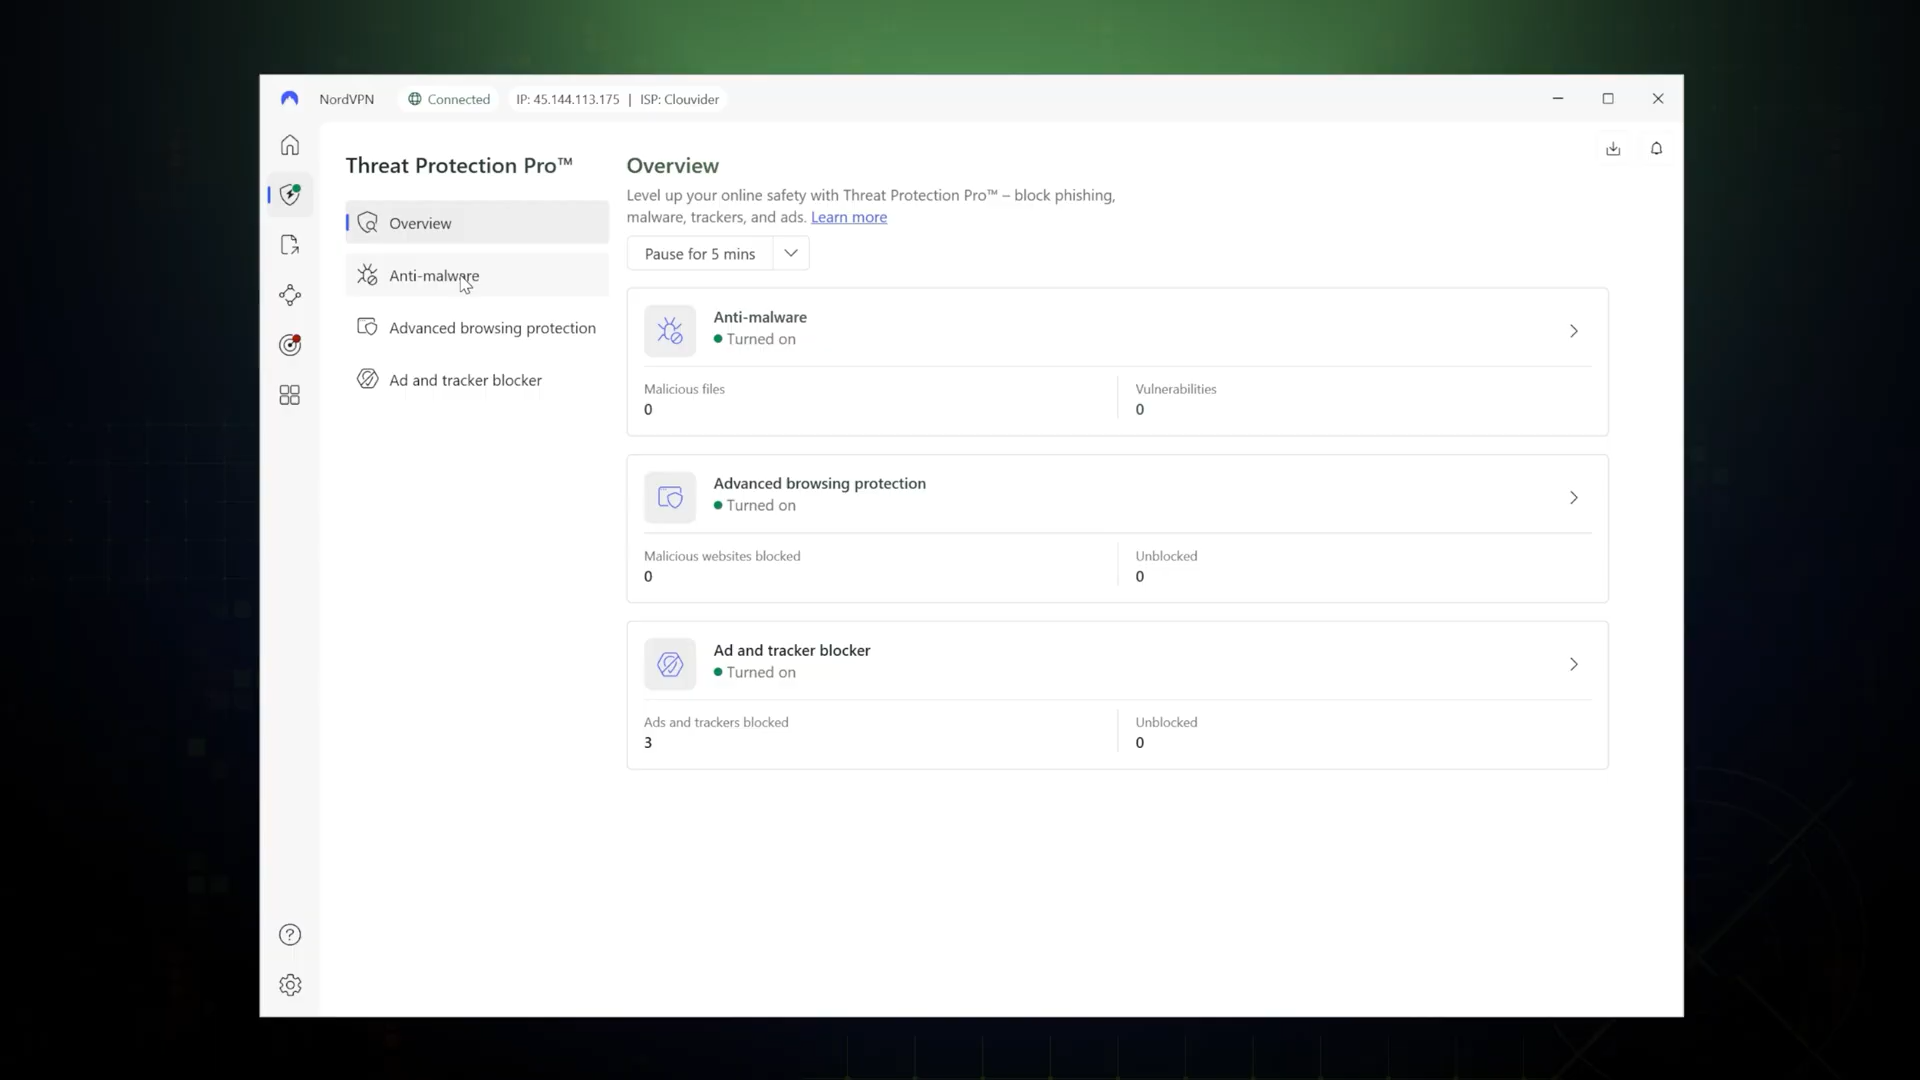 NordVPN
Connected
IP: 45.144.113.175 | ISP: Clouvider
Threat Protection Pro™
Overview
Anti-malware
Advanced browsing protection
Ad and tracker blocker
Overview
Level up your online safety with Threat Protection Pro™ – block phishing,
malware, trackers, and ads. Learn more
Pause for 5 mins
Anti-malware
Turned on
Malicious files
0
Vulnerabilities
0
Advanced browsing protection
Turned on
Malicious websites blocked
0
Unblocked
0
Ad and tracker blocker
Turned on
Ads and trackers blocked
3
Unblocked
0